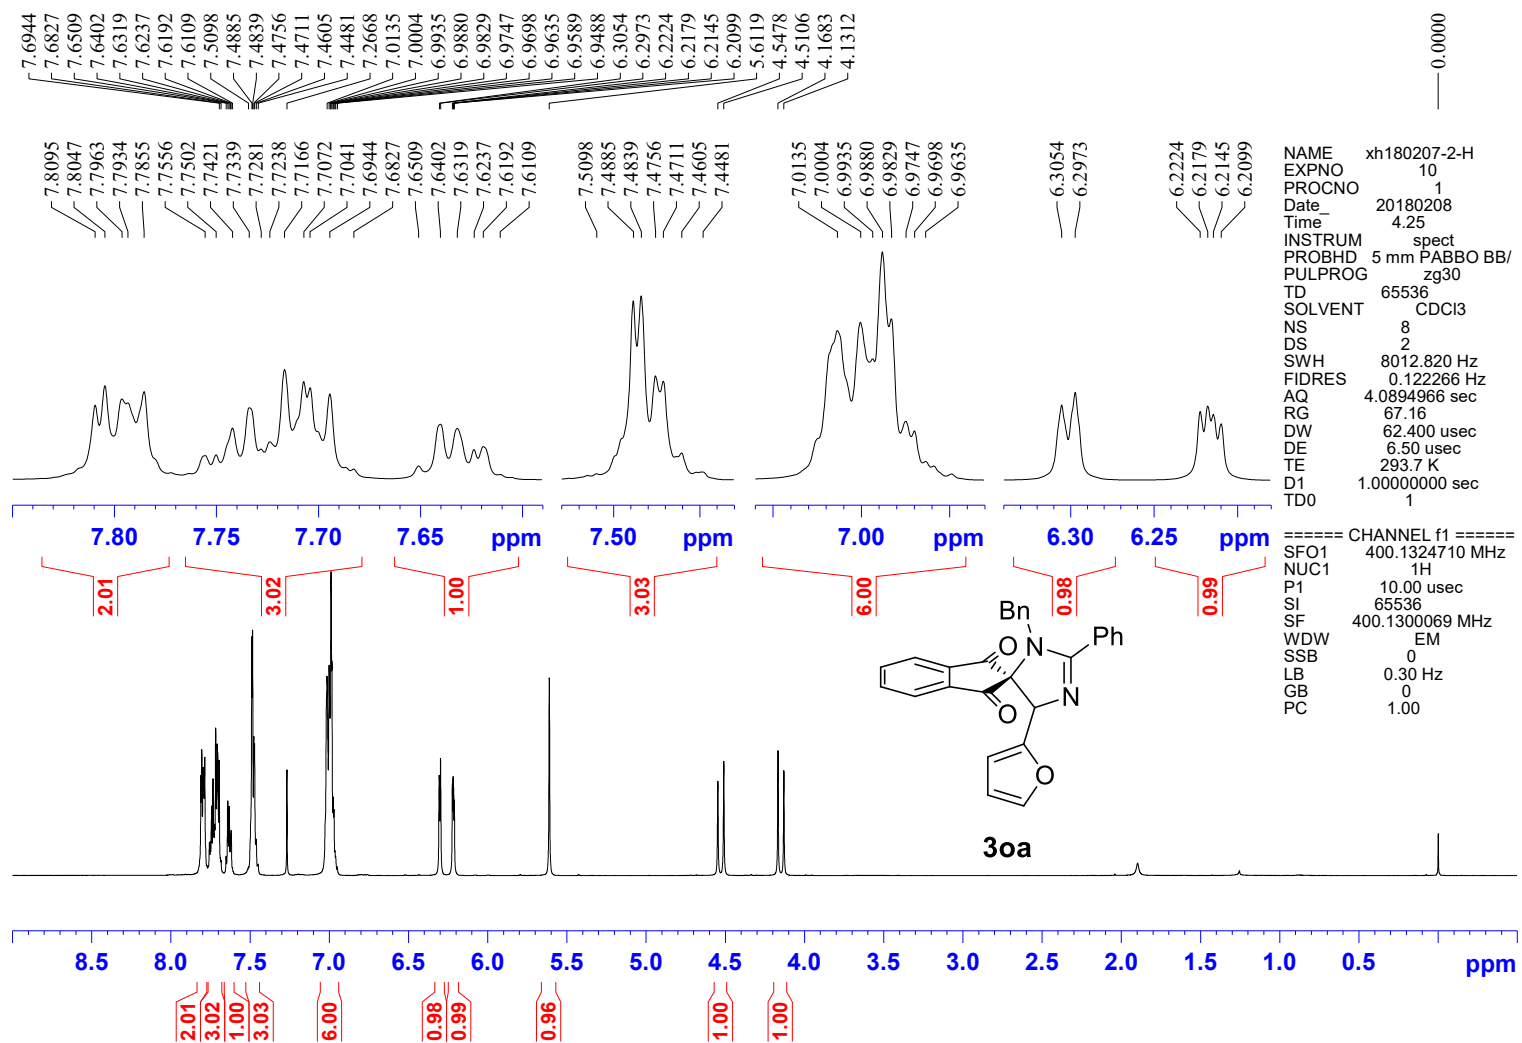 7.6944 7.6827 7.6509 7.6402 7.6319 7.6237 7.6192 7.6109 7.5098 7.4885 7.4839 7.4756 7.4711 7.4605 7.4481 7.2668 7.0135 7.0004 6.9935 6.9880 6.9829 6.9747 6.9698 6.9635 6.9589 6.9488 6.3054 6.2973 6.2224 6.2179 6.2145 6.2099 5.6119 4.5478 4.5106 4.1683 4.1312 0.0000
7.8095 7.8047 7.7963 7.7934 7.7855 7.7556 7.7502 7.7421 7.7339 7.7281 7.7238 7.7166 7.7072 7.7041 7.6944 7.6827 7.6509 7.6402 7.6319 7.6237 7.6192 7.6109 7.5098 7.4885 7.4839 7.4756 7.4711 7.4605 7.4481 7.0135 7.0004 6.9935 6.9880 6.9829 6.9747 6.9698 6.9635 6.3054 6.2973 6.2224 6.2179 6.2145 6.2099
NAME xh180207-2-H
EXPNO 10
PROCNO 1
Date_ 20180208
Time 4.25
INSTRUM spect
PROBHD 5 mm PABBO BB/
PULPROG zg30
TD 65536
SOLVENT CDCl3
NS 8
DS 2
SWH 8012.820 Hz
FIDRES 0.122266 Hz
AQ 4.0894966 sec
RG 67.16
DW 62.400 usec
DE 6.50 usec
TE 293.7 K
D1 1.00000000 sec
TD0 1
====== CHANNEL f1 ======
SFO1 400.1324710 MHz
NUC1 1H
P1 10.00 usec
SI 65536
SF 400.1300069 MHz
WDW EM
SSB 0
LB 0.30 Hz
GB 0
PC 1.00
7.80 7.75 7.70 7.65 ppm 7.50 ppm 7.00 ppm 6.30 6.25 ppm
2.01 3.02 1.00 3.03 6.00 0.98 0.99
Bn
O N Ph
N
O
O
3oa
8.5 8.0 7.5 7.0 6.5 6.0 5.5 5.0 4.5 4.0 3.5 3.0 2.5 2.0 1.5 1.0 0.5 ppm
2.01 3.02 1.00 3.03 6.00 0.98 0.99 0.96 1.00 1.00